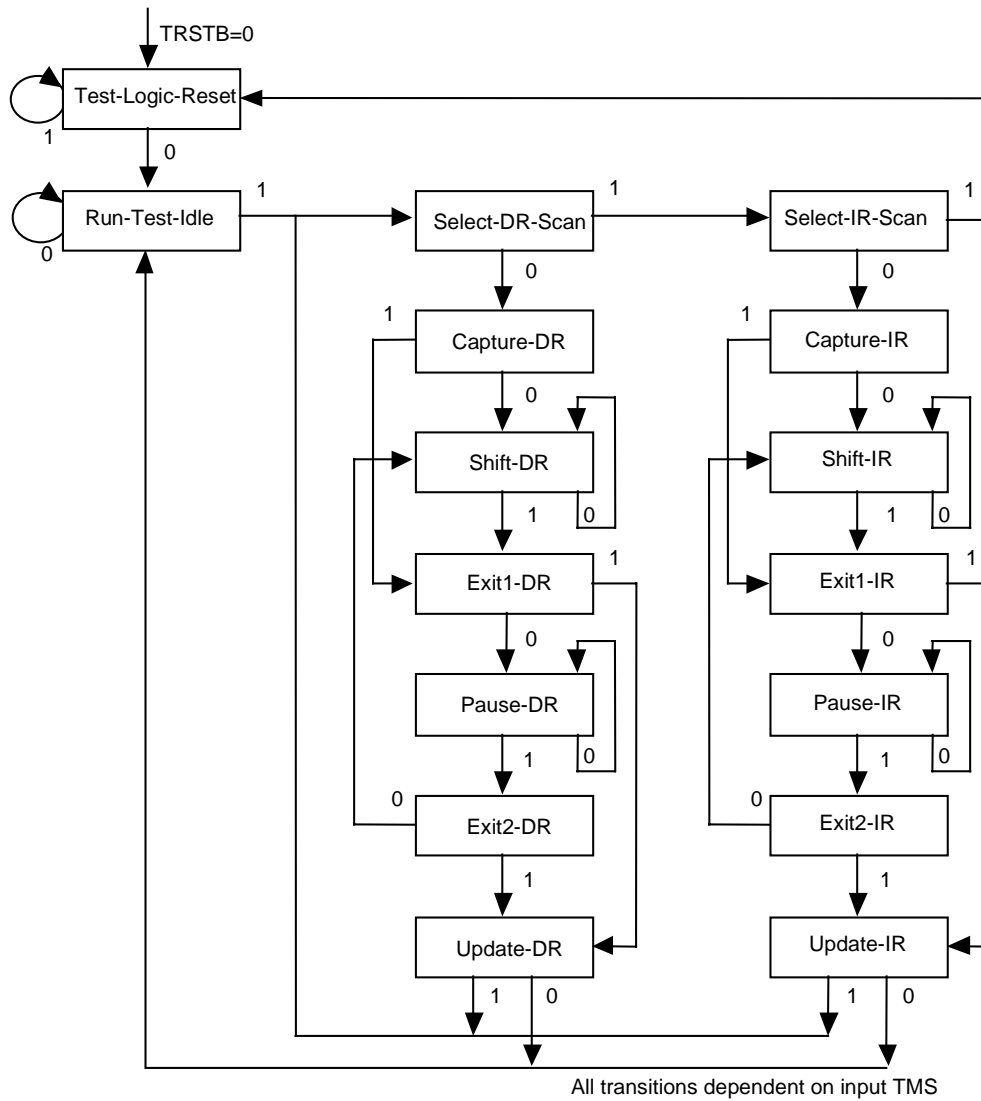 TRSTB=0
Test-Logic-Reset
1
0
Run-Test-Idle
0
1
Select-DR-Scan
1
Select-IR-Scan
1
0
0
1
Capture-DR
1
Capture-IR
0
0
Shift-DR
Shift-IR
1
0
1
0
Exit1-DR
1
Exit1-IR
1
0
0
Pause-DR
Pause-IR
1
0
1
0
0
Exit2-DR
0
Exit2-IR
1
1
Update-DR
Update-IR
1
0
1
0
All transitions dependent on input TMS